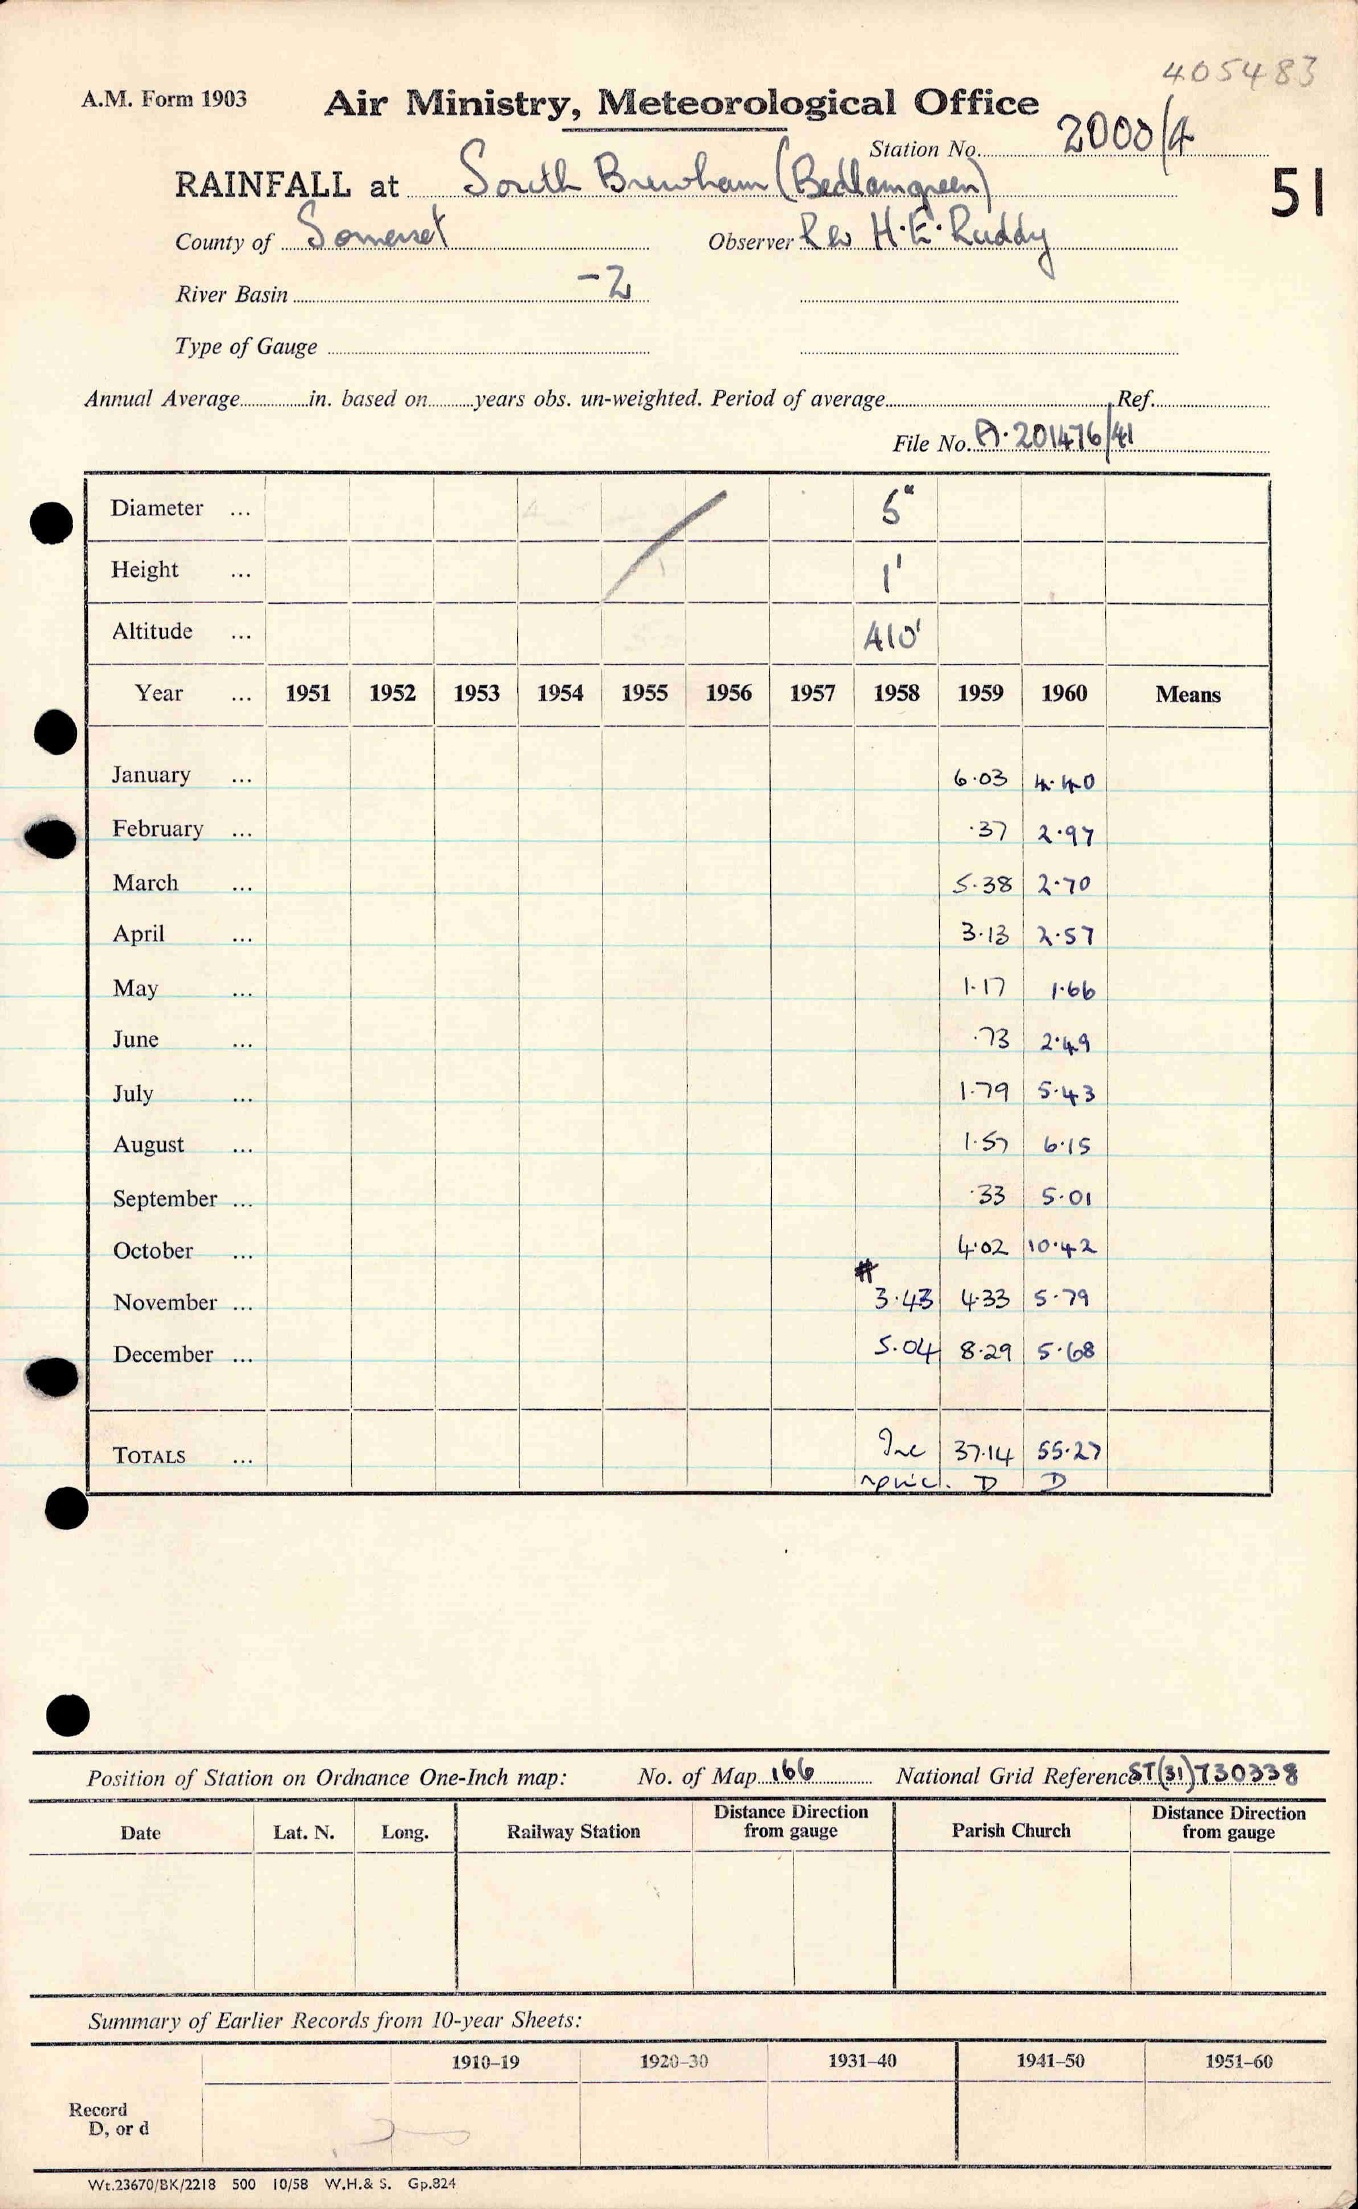 405483
A.M. Form 1903
Air Ministry, Meteorological Office
Station No. 2000/4
RAINFALL at South Brewham (Bedlamgreen)
51
County of Somerset Observer Rev H.E. Ruddy
River Basin -2
Type of Gauge
Annual Average in. based on years obs. un-weighted. Period of average Ref.
File No. A.201476/41
Diameter ... 5"
Height ... 1'
Altitude ... 410'
Year ... 1951 1952 1953 1954 1955 1956 1957 1958 1959 1960 Means
January ... 6.03 4.40
February ... .37 2.97
March ... 5.38 2.70
April ... 3.13 2.57
May ... 1.17 1.66
June ... .73 2.49
July ... 1.79 5.43
August ... 1.57 6.15
September ... .33 5.01
October ... 4.02 10.42
#
November ... 3.43 4.33 5.79
December ... 5.04 8.29 5.68
TOTALS ... Inc 37.14 55.27
D D
Position of Station on Ordnance One-Inch map: No. of Map 166 National Grid Reference ST(31)730338
Date Lat. N. Long. Railway Station Distance Direction from gauge Parish Church Distance Direction from gauge
Summary of Earlier Records from 10-year Sheets:
1910–19 1920–30 1931–40 1941–50 1951–60
Record
D, or d
Wt.23670/BK/2218 500 10/58 W.H.& S. Gp.824